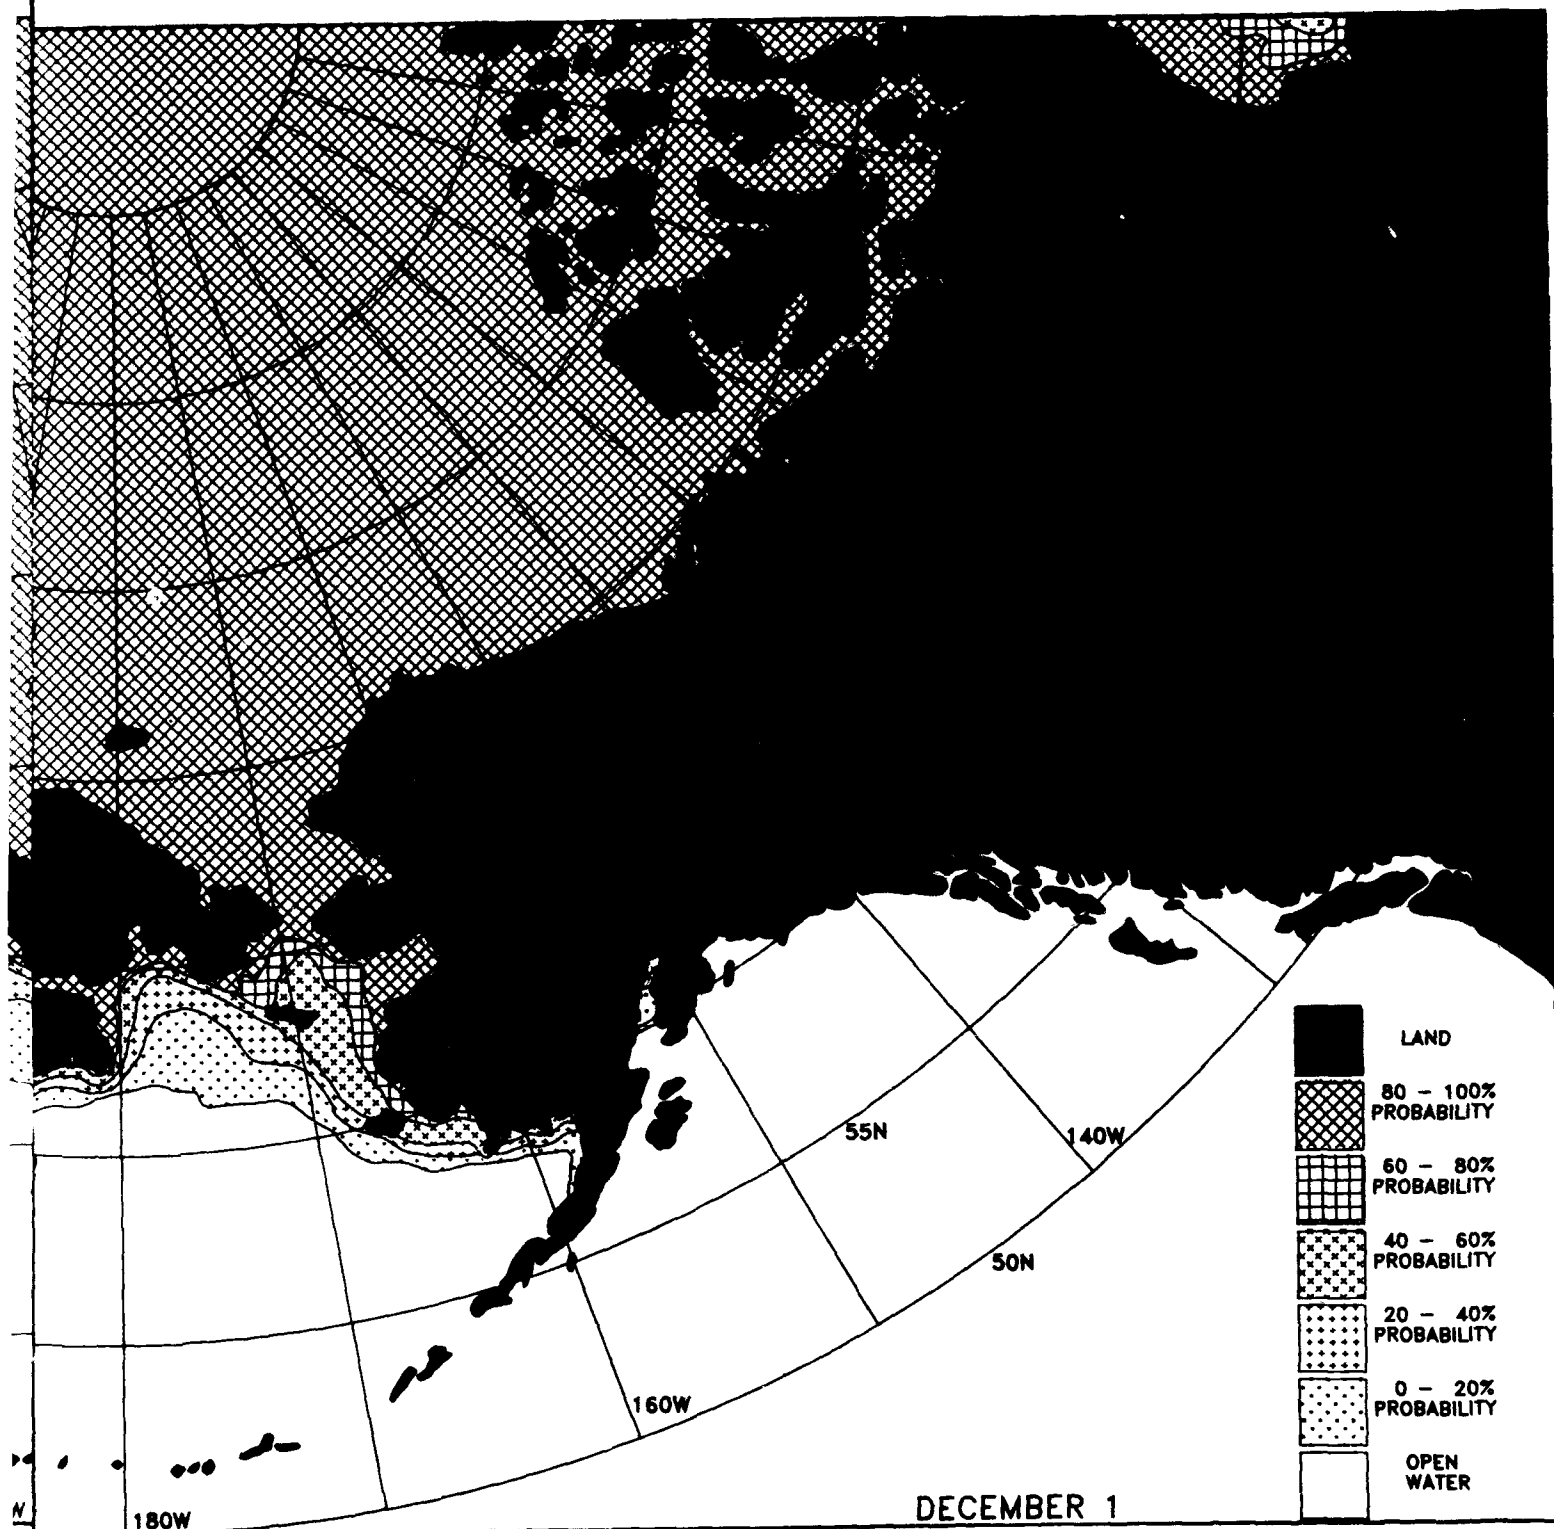 LAND
80 – 100%
PROBABILITY
60 – 80%
PROBABILITY
40 – 60%
PROBABILITY
20 – 40%
PROBABILITY
0 – 20%
PROBABILITY
OPEN
WATER
55N
140W
50N
160W
180W
W
DECEMBER 1